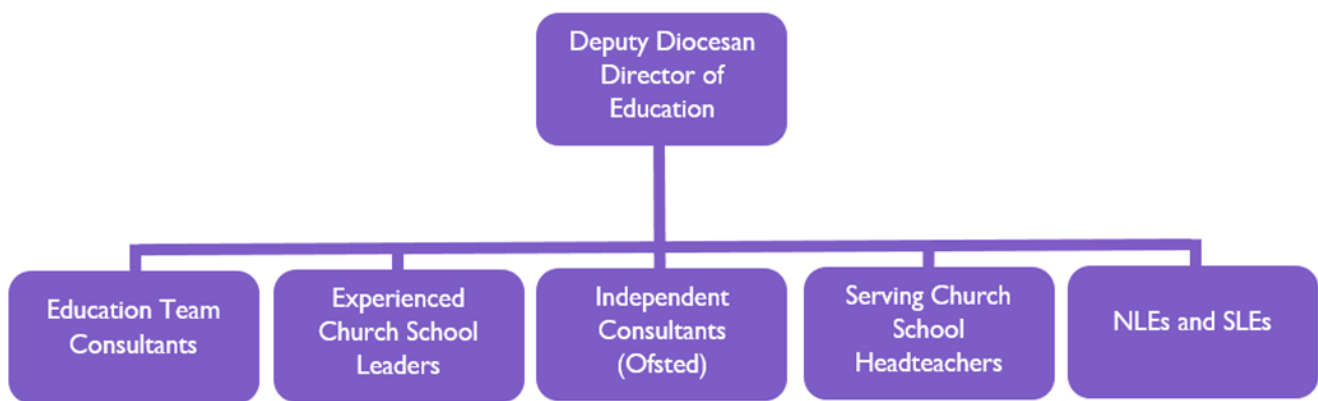 Deputy Diocesan
Director of
Education
Education Team
Consultants
Experienced
Church School
Leaders
Independent
Consultants
(Ofsted)
Serving Church
School
Headteachers
NLEs and SLEs